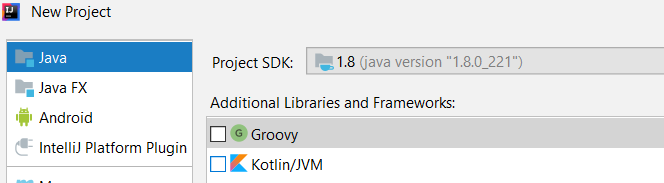 New Project
Java
Java FX
Android
IntelliJ Platform Plugin
Project SDK: 1.8 (java version "1.8.0_221")
Additional Libraries and Frameworks:
G Groovy
Kotlin/JVM